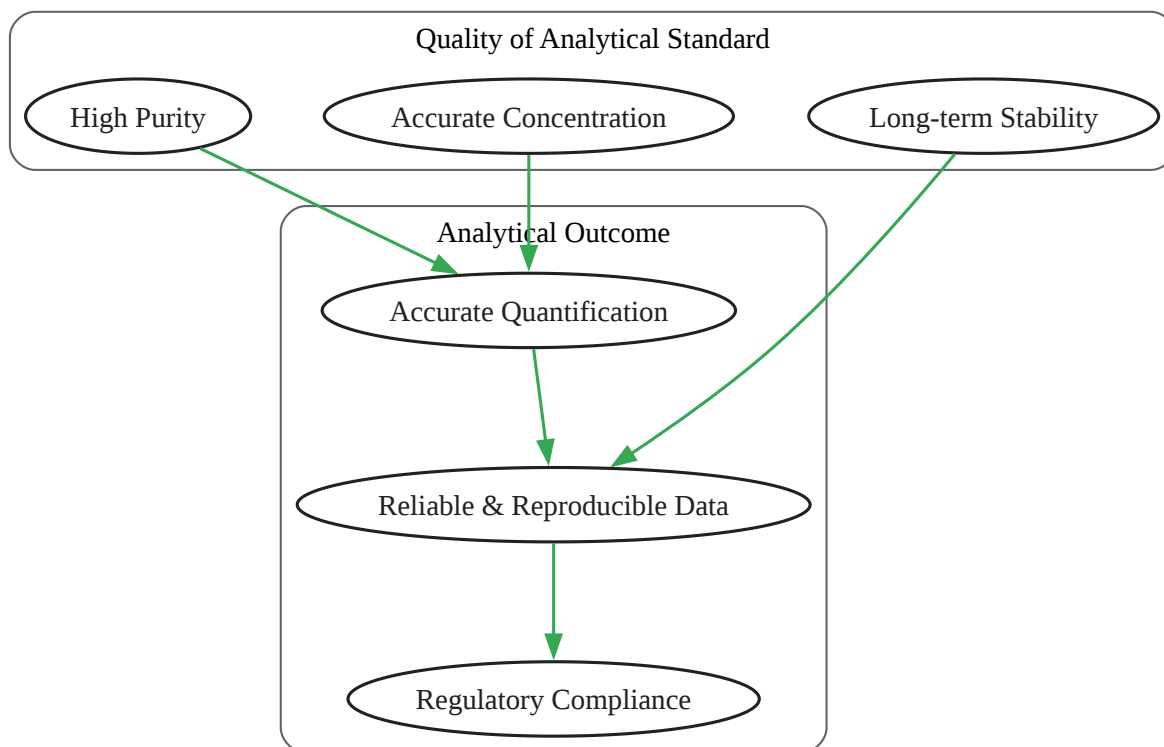 Quality of Analytical Standard
High Purity
Accurate Concentration
Long-term Stability
Analytical Outcome
Accurate Quantification
Reliable & Reproducible Data
Regulatory Compliance